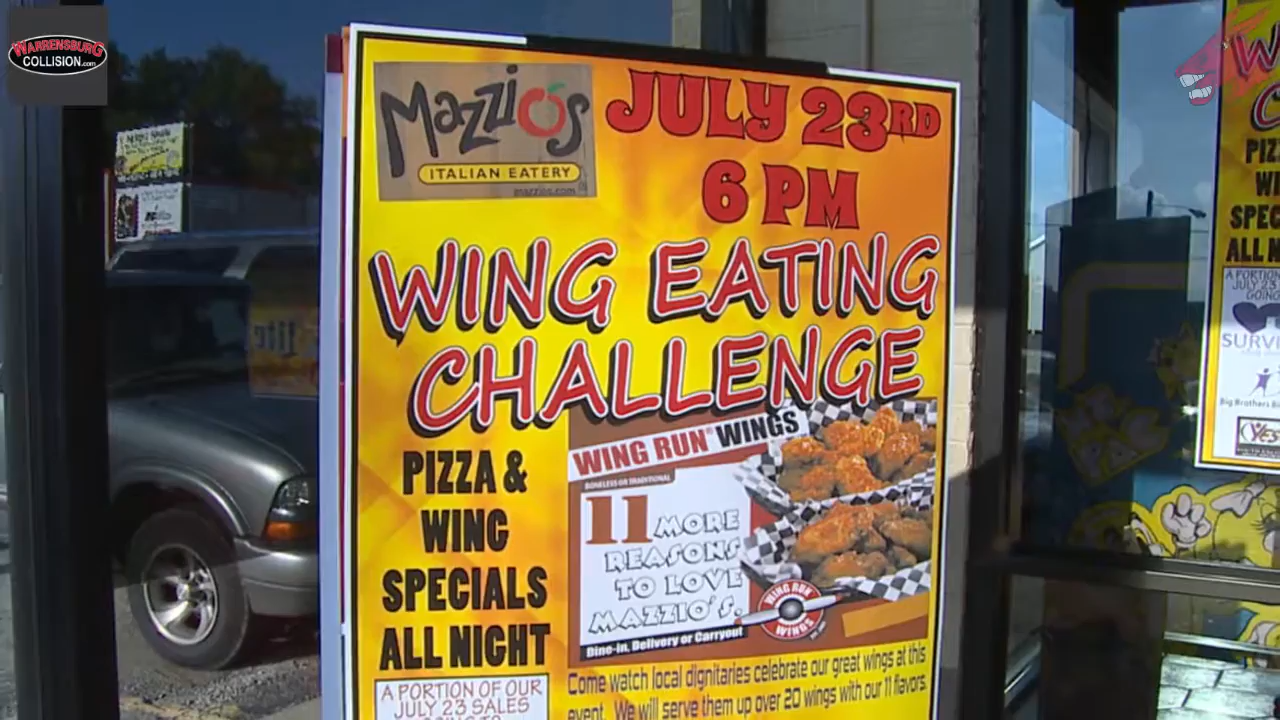 WARRENSBURG
COLLISION.com
Mazzio's
ITALIAN EATERY
mazzios.com
JULY 23RD
6 PM
WING EATING
CHALLENGE
PIZZA &
WING
SPECIALS
ALL NIGHT
WING RUN® WINGS
BONELESS OR TRADITIONAL
11 MORE
REASONS
TO LOVE
MAZZIO'S.
WING RUN
WINGS
Dine-in, Delivery or Carryout
Come watch local dignitaries celebrate our great wings at this
event. We will serve them up over 20 wings with our 11 flavors.
A PORTION OF OUR
JULY 23 SALES
GOING TO
W
C
PIZ
W
SPEC
ALL N
A PORTION
JULY 23
GOING
SURVI
Big Brothers Bi